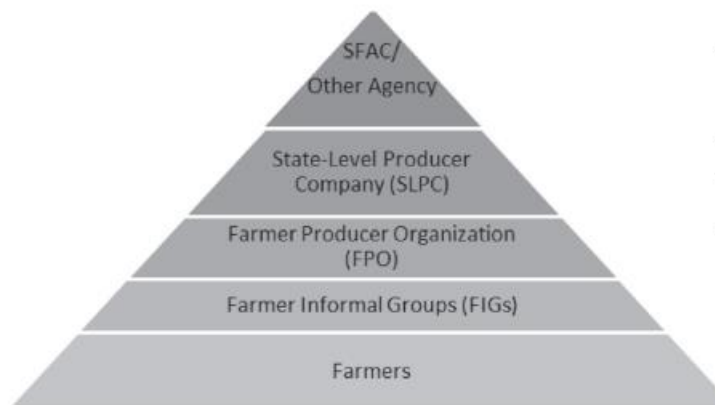 SFAC/
Other Agency
State-Level Producer
Company (SLPC)
Farmer Producer Organization
(FPO)
Farmer Informal Groups (FIGs)
Farmers